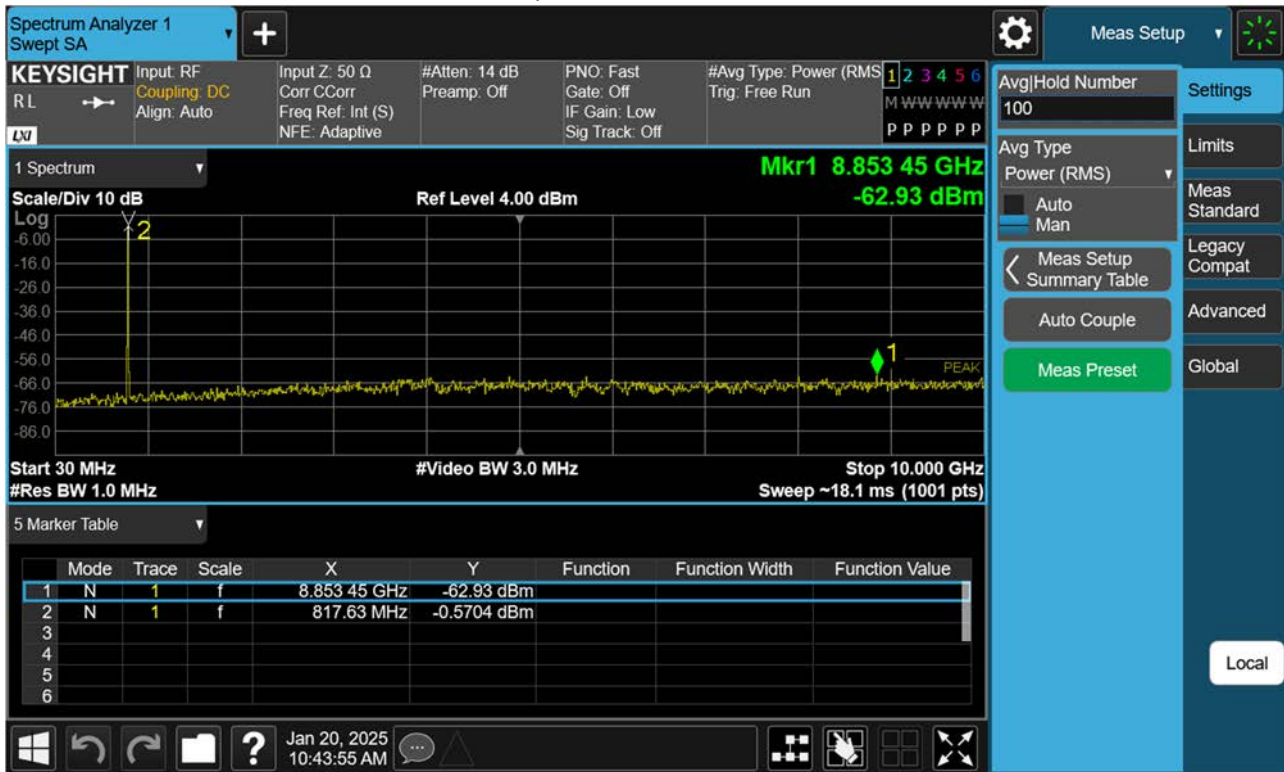 Spectrum Analyzer 1
Swept SA
Meas Setup
KEYSIGHT
RL
LXI
Input: RF
Coupling: DC
Align: Auto
Input Z: 50 Ω
Corr CCorr
Freq Ref: Int (S)
NFE: Adaptive
#Atten: 14 dB
Preamp: Off
PNO: Fast
Gate: Off
IF Gain: Low
Sig Track: Off
#Avg Type: Power (RMS
Trig: Free Run
1 2 3 4 5 6
M W W W W W
P P P P P P
1 Spectrum
Mkr1 8.853 45 GHz
Scale/Div 10 dB
Ref Level 4.00 dBm
-62.93 dBm
Log
-6.00
-16.0
-26.0
-36.0
-46.0
-56.0
-66.0
-76.0
-86.0
2
1
PEAK
Start 30 MHz
#Video BW 3.0 MHz
Stop 10.000 GHz
#Res BW 1.0 MHz
Sweep ~18.1 ms (1001 pts)
5 Marker Table
Mode Trace Scale X Y Function Function Width Function Value
1 N 1 f 8.853 45 GHz -62.93 dBm
2 N 1 f 817.63 MHz -0.5704 dBm
3
4
5
6
Avg|Hold Number
100
Avg Type
Power (RMS)
Auto
Man
Meas Setup
Summary Table
Auto Couple
Meas Preset
Settings
Limits
Meas
Standard
Legacy
Compat
Advanced
Global
Local
?
Jan 20, 2025
10:43:55 AM